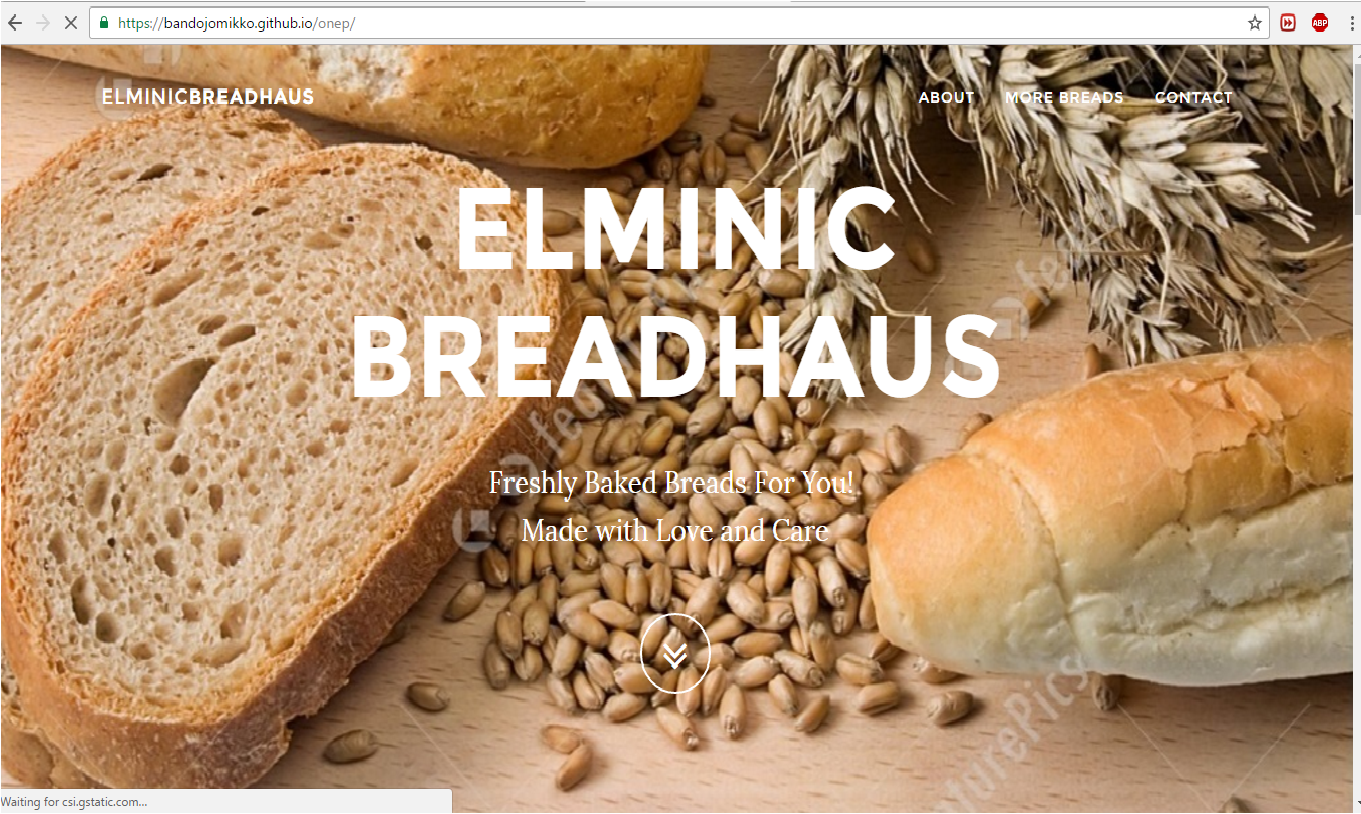 https://bandojomikko.github.io/onep/
ABP
ELMINICBREADHAUS
ABOUT
MORE BREADS
CONTACT
ELMINIC
BREADHAUS
Freshly Baked Breads For You!
Made with Love and Care
Waiting for csi.gstatic.com...